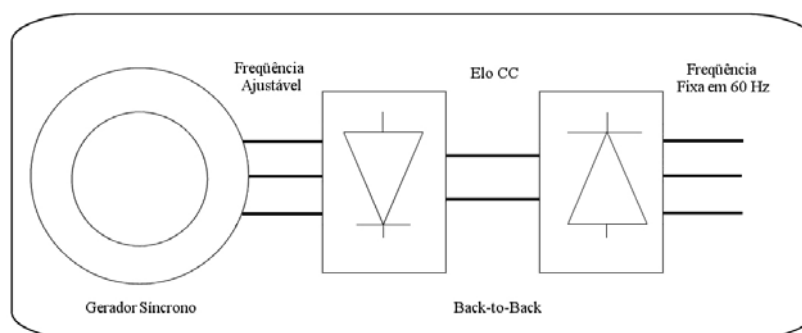 Freqüência
Ajustável
Elo CC
Freqüência
Fixa em 60 Hz
Gerador Síncrono
Back-to-Back